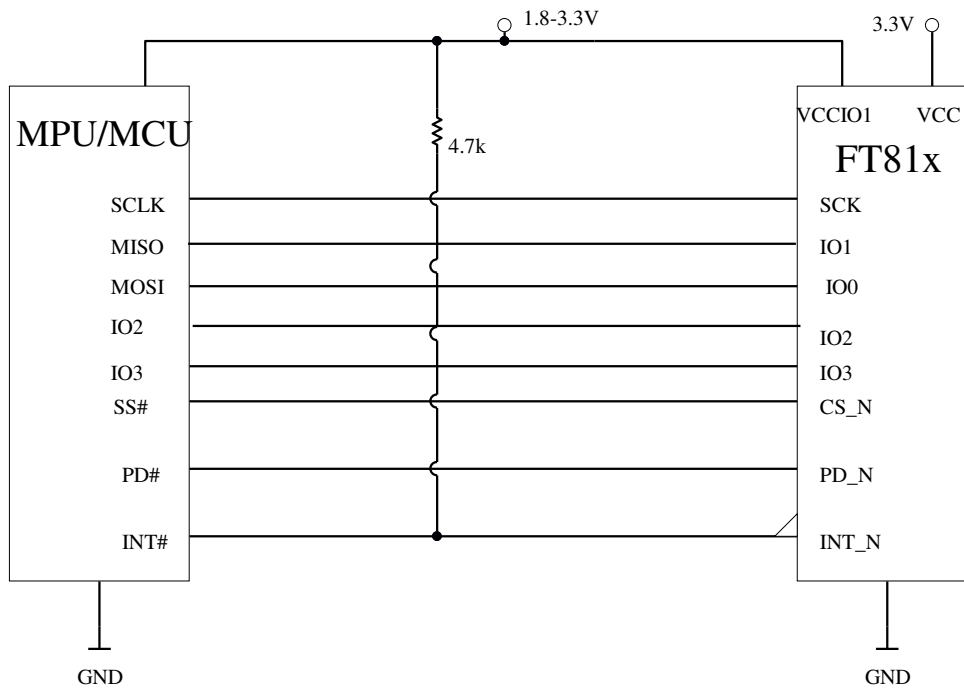 1.8-3.3V
3.3V
MPU/MCU
VCCIO1
VCC
4.7k
FT81x
SCLK
SCK
MISO
IO1
MOSI
IO0
IO2
IO2
IO3
IO3
SS#
CS_N
PD#
PD_N
INT#
INT_N
GND
GND